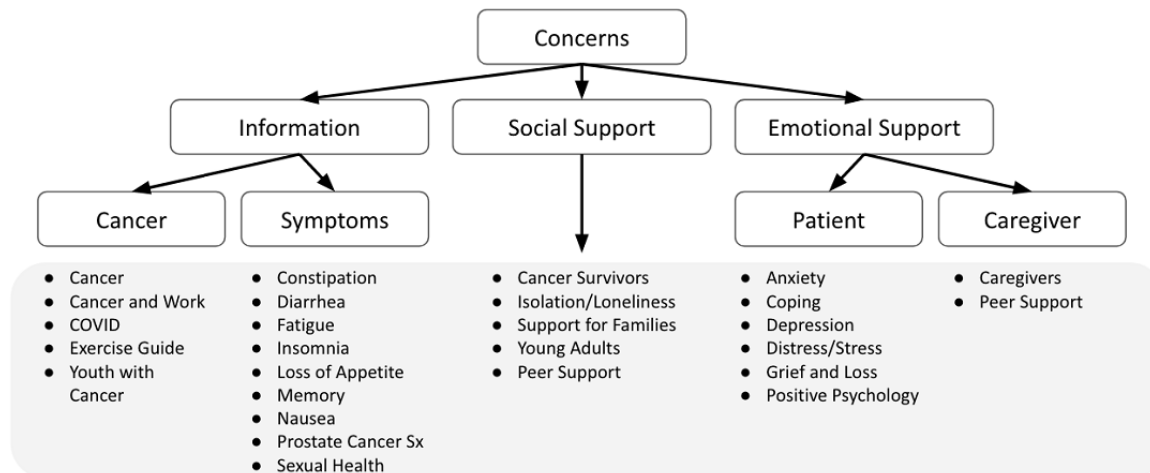 Concerns
Information
Social Support
Emotional Support
Cancer
Symptoms
Patient
Caregiver
● Cancer
● Cancer and Work
● COVID
● Exercise Guide
● Youth with
Cancer
● Constipation
● Diarrhea
● Fatigue
● Insomnia
● Loss of Appetite
● Memory
● Nausea
● Prostate Cancer Sx
● Sexual Health
● Cancer Survivors
● Isolation/Loneliness
● Support for Families
● Young Adults
● Peer Support
● Anxiety
● Coping
● Depression
● Distress/Stress
● Grief and Loss
● Positive Psychology
● Caregivers
● Peer Support